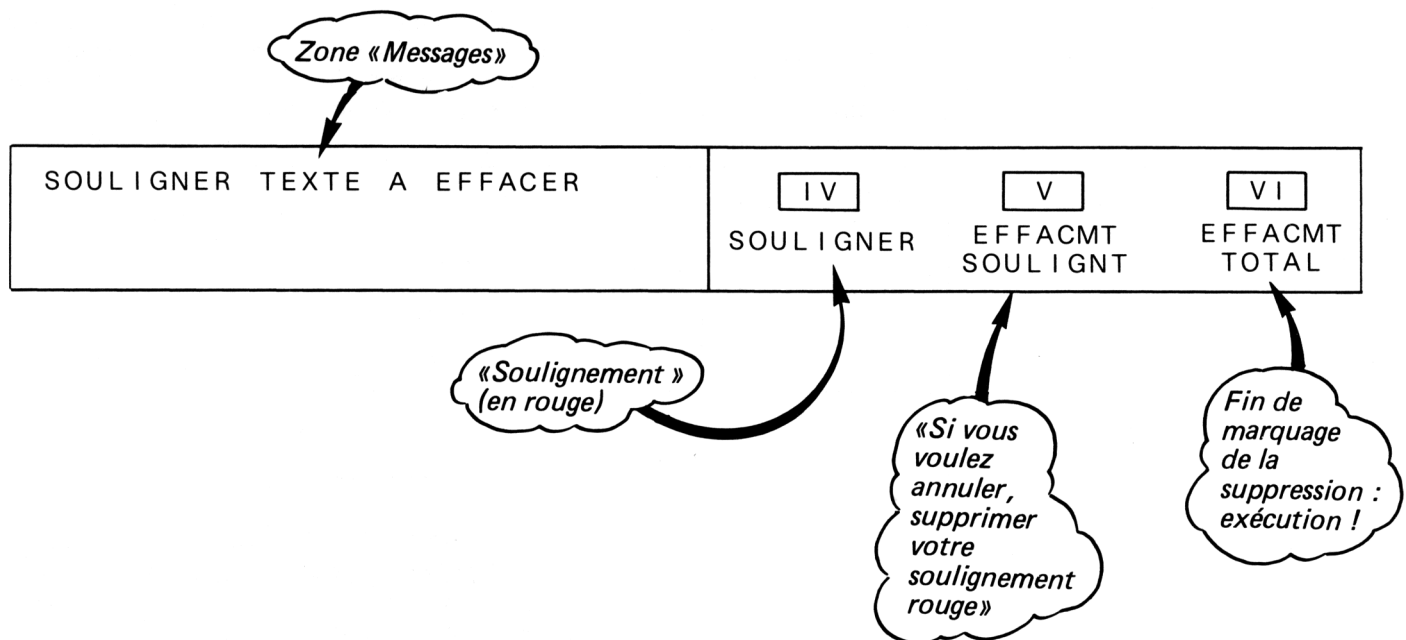 Zone «Messages»
SOULIGNER TEXTE A EFFACER
IV
SOULIGNER
V
EFFACMT
SOULIGNT
VI
EFFACMT
TOTAL
«Soulignement »
(en rouge)
«Si vous
voulez
annuler,
supprimer
votre
soulignement
rouge»
Fin de
marquage
de la
suppression :
exécution !